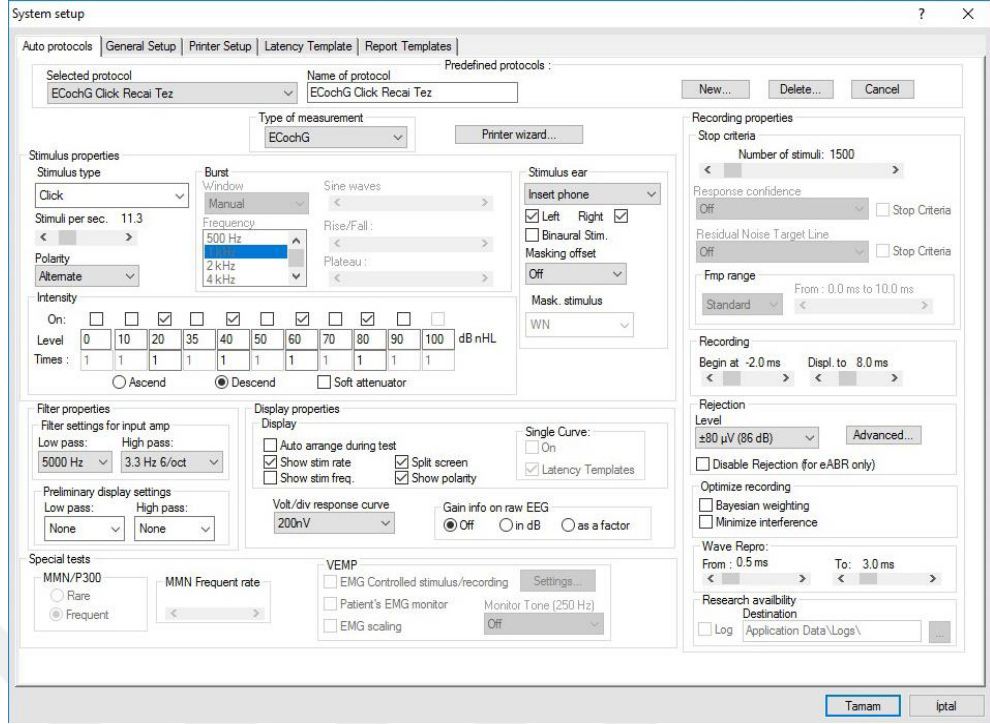 System setup ? X
Auto protocols General Setup Printer Setup Latency Template Report Templates
Predefined protocols :
Selected protocol Name of protocol
ECochG Click Recai Tez ECochG Click Recai Tez New... Delete... Cancel
Type of measurement
ECochG Printer wizard...
Stimulus properties
Stimulus type
Click
Stimuli per sec. 11.3
Polarity
Alternate
Burst
Window
Manual
Frequency
500 Hz
1 kHz
2 kHz
4 kHz
Sine waves
Rise/Fall :
Plateau :
Stimulus ear
Insert phone
Left Right
Binaural Stim.
Masking offset
Off
Mask. stimulus
WN
Intensity
On:
Level 0 10 20 35 40 50 60 70 80 90 100 dB nHL
Times : 1 1 1 1 1 1 1 1 1 1 1
Ascend Descend Soft attenuator
Filter properties
Filter settings for input amp
Low pass: High pass:
5000 Hz 3.3 Hz 6/oct
Preliminary display settings
Low pass: High pass:
None None
Display properties
Display
Auto arrange during test
Show stim rate Split screen
Show stim freq. Show polarity
Single Curve:
On
Latency Templates
Volt/div response curve
200nV
Gain info on raw EEG
Off in dB as a factor
Special tests
MMN/P300
Rare
Frequent
MMN Frequent rate
VEMP
EMG Controlled stimulus/recording Settings...
Patient's EMG monitor Monitor Tone (250 Hz)
EMG scaling Off
Recording properties
Stop criteria
Number of stimuli: 1500
Response confidence
Off Stop Criteria
Residual Noise Target Line
Off Stop Criteria
Fmp range
From : 0.0 ms to 10.0 ms
Standard
Recording
Begin at -2.0 ms Displ. to 8.0 ms
Rejection
Level
±80 µV (86 dB) Advanced...
Disable Rejection (for eABR only)
Optimize recording
Bayesian weighting
Minimize interference
Wave Repro:
From : 0.5 ms To: 3.0 ms
Research availbility
Destination
Log Application Data\Logs\ ...
Tamam İptal